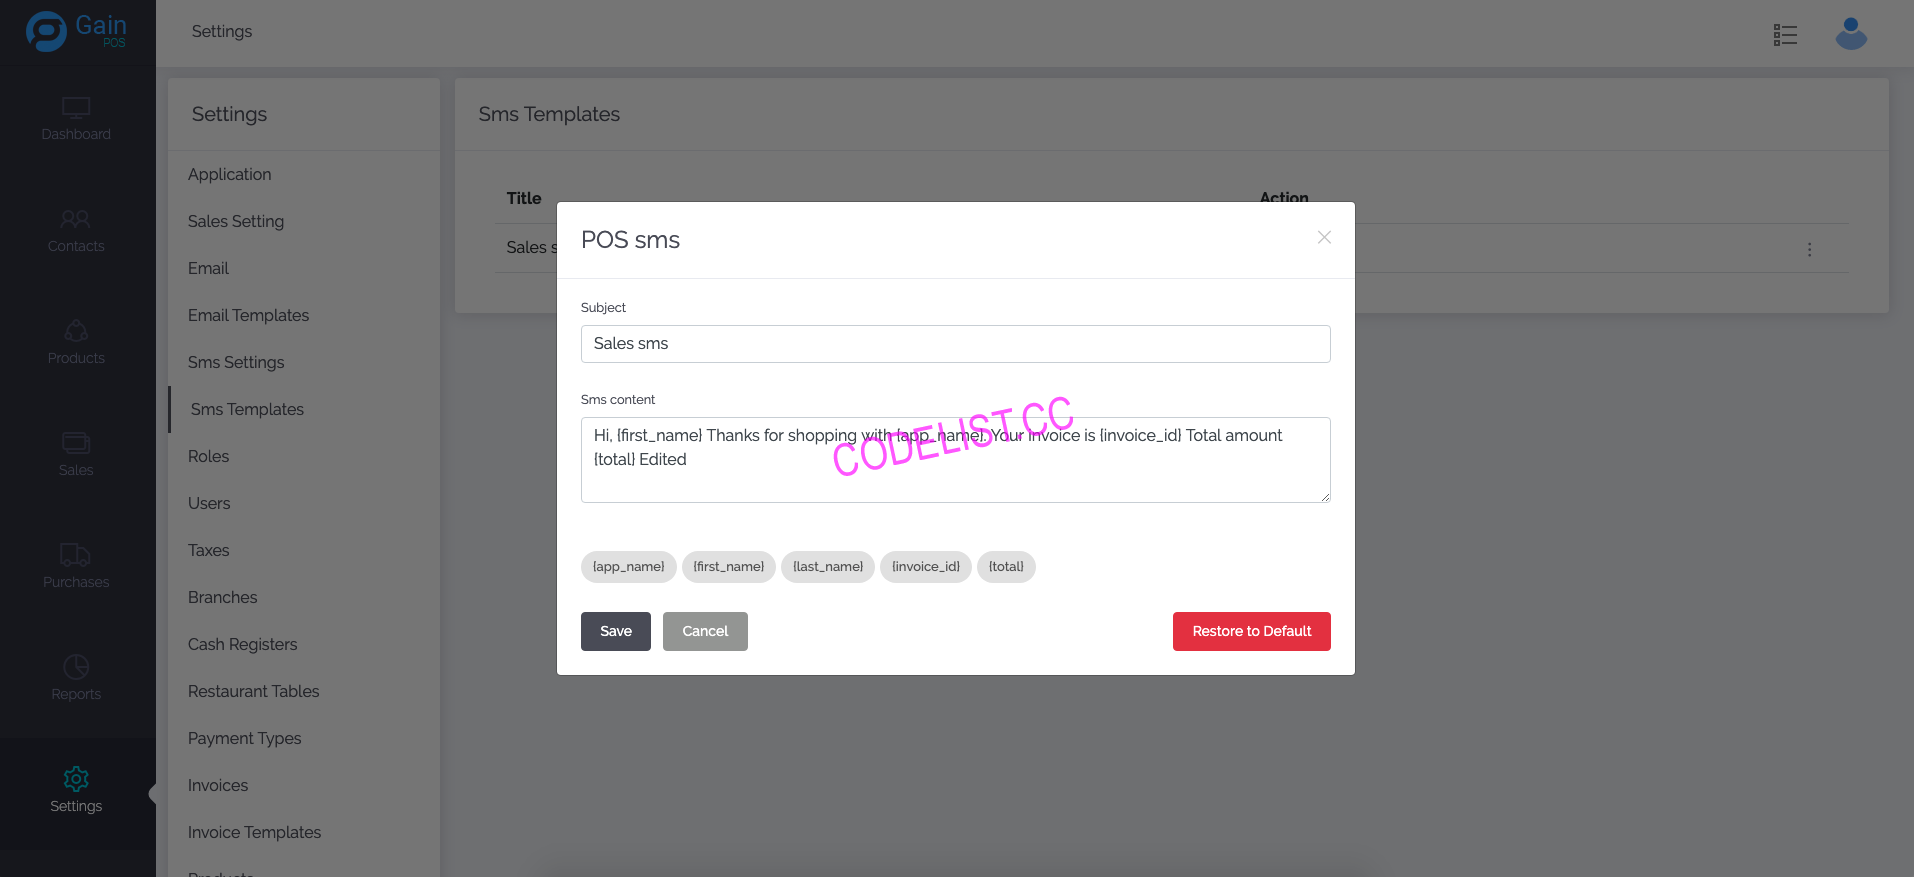 Gain
POS
Settings
Dashboard
Contacts
Products
Sales
Purchases
Reports
Settings
Settings
Application
Sales Setting
Email
Email Templates
Sms Settings
Sms Templates
Roles
Users
Taxes
Branches
Cash Registers
Restaurant Tables
Payment Types
Invoices
Invoice Templates
Products
Sms Templates
Title
Action
Sales s
POS sms
Subject
Sales sms
Sms content
Hi, {first_name} Thanks for shopping with {app_name}. Your invoice is {invoice_id} Total amount
{total} Edited
CODELIST.CC
{app_name} {first_name} {last_name} {invoice_id} {total}
Save Cancel Restore to Default